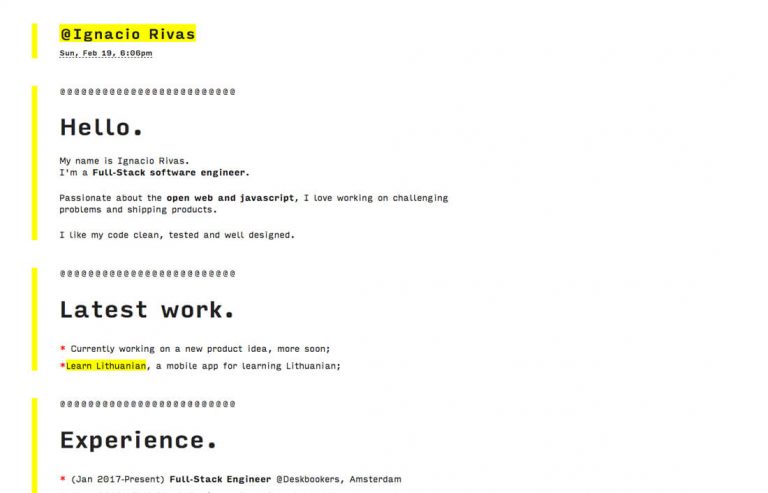 @Ignacio Rivas
Sun, Feb 19, 6:06pm
@@@@@@@@@@@@@@@@@@@@@@@@@
Hello.
My name is Ignacio Rivas.
I'm a Full-Stack software engineer.
Passionate about the open web and javascript, I love working on challenging
problems and shipping products.
I like my code clean, tested and well designed.
@@@@@@@@@@@@@@@@@@@@@@@@@
Latest work.
* Currently working on a new product idea, more soon;
*Learn Lithuanian, a mobile app for learning Lithuanian;
@@@@@@@@@@@@@@@@@@@@@@@@@
Experience.
* (Jan 2017-Present) Full-Stack Engineer @Deskbookers, Amsterdam